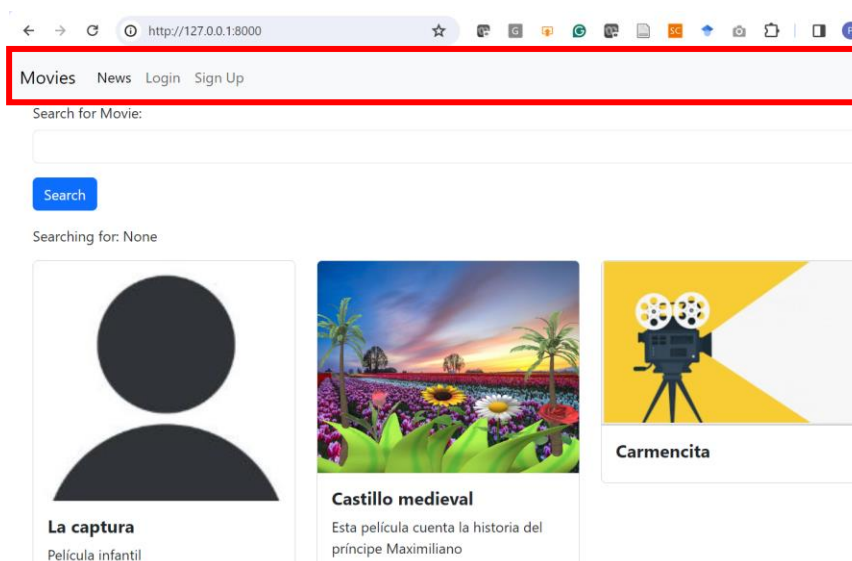 http://127.0.0.1:8000
Movies News Login Sign Up
Search for Movie:
Search
Searching for: None
La captura
Película infantil
Castillo medieval
Esta película cuenta la historia del
príncipe Maximiliano
Carmencita